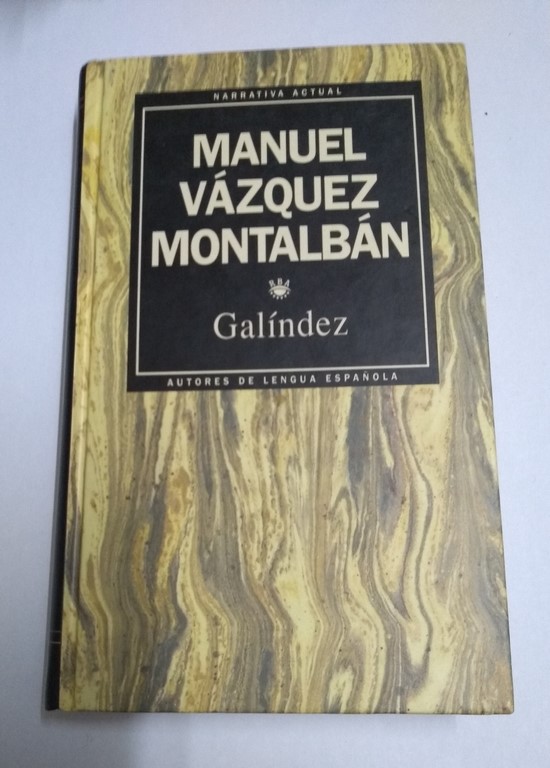 NARRATIVA ACTUAL
MANUEL
VÁZQUEZ
MONTALBÁN
RBA
Galíndez
AUTORES DE LENGUA ESPAÑOLA